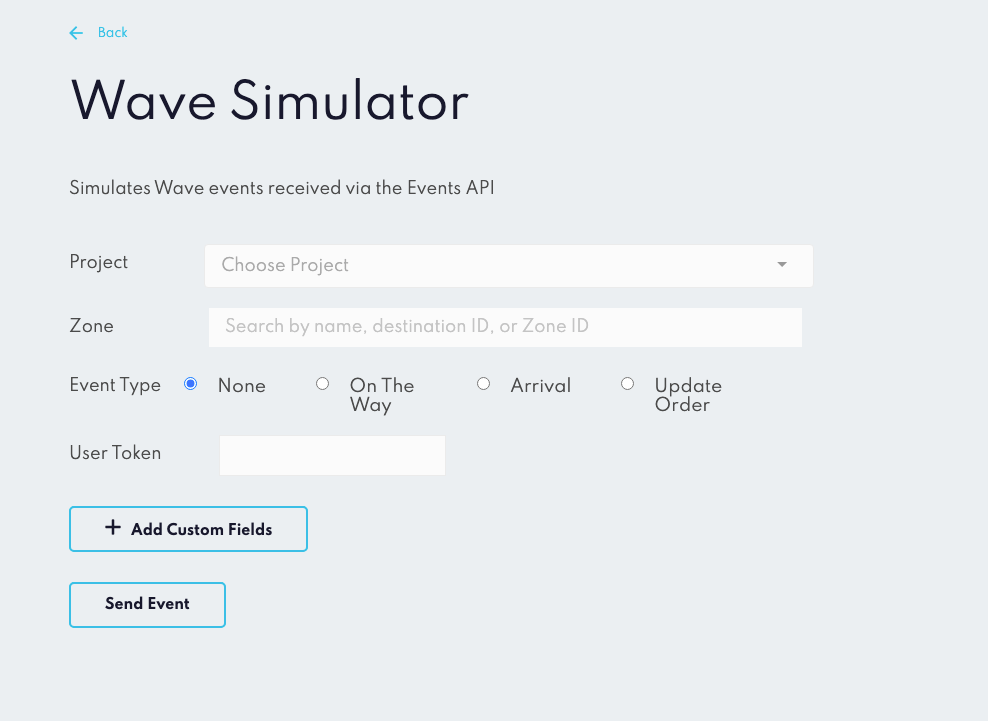 Back
Wave Simulator
Simulates Wave events received via the Events API
Project
Choose Project
Zone
Search by name, destination ID, or Zone ID
Event Type
None
On The
Way
Arrival
Update
Order
User Token
+ Add Custom Fields
Send Event